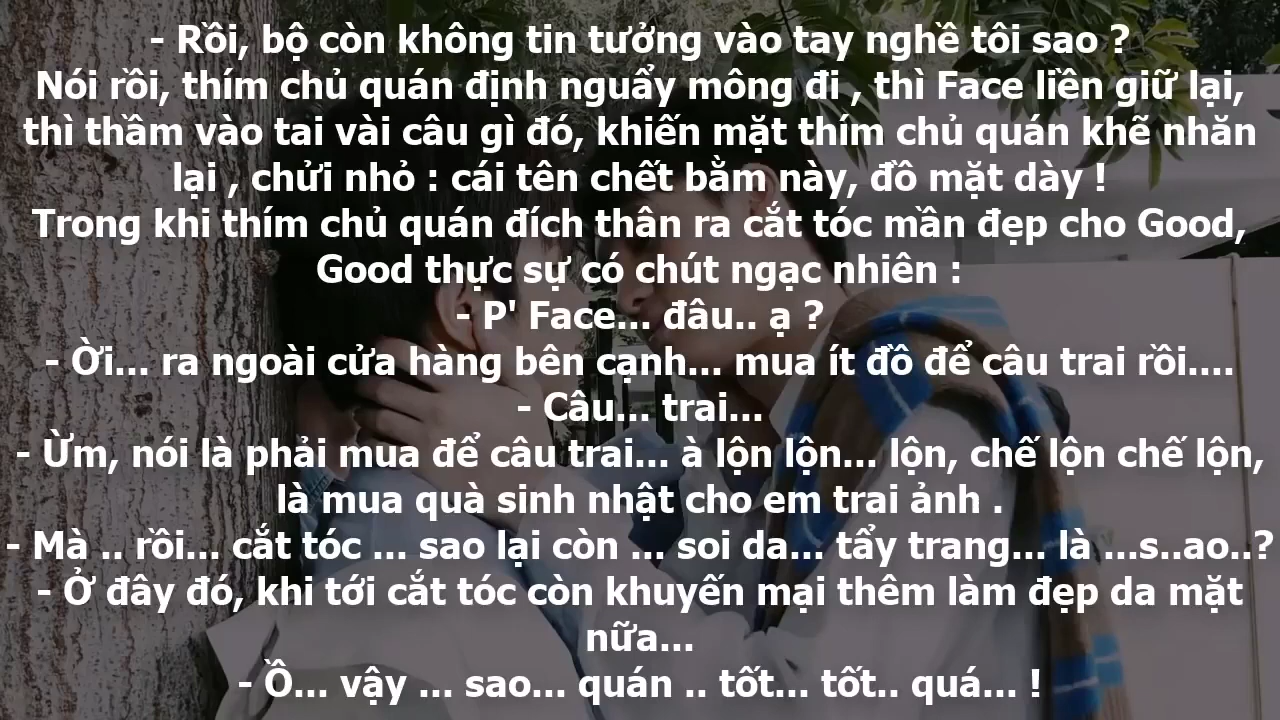 - Rồi, bộ còn không tin tưởng vào tay nghề tôi sao ?
Nói rồi, thím chủ quán định nguẩy mông đi , thì Face liền giữ lại,
thì thầm vào tai vài câu gì đó, khiến mặt thím chủ quán khẽ nhăn
lại , chửi nhỏ : cái tên chết bằm này, đồ mặt dày !
Trong khi thím chủ quán đích thân ra cắt tóc mần đẹp cho Good,
Good thực sự có chút ngạc nhiên :
- P' Face... đâu.. ạ ?
- Ời... ra ngoài cửa hàng bên cạnh... mua ít đồ để câu trai rồi....
- Câu... trai...
- Ừm, nói là phải mua để câu trai... à lộn lộn... lộn, chế lộn chế lộn,
là mua quà sinh nhật cho em trai ảnh .
- Mà .. rồi... cắt tóc ... sao lại còn ... soi da... tẩy trang... là ...s..ao..?
- Ở đây đó, khi tới cắt tóc còn khuyến mại thêm làm đẹp da mặt
nữa...
- Ồ... vậy ... sao... quán .. tốt... tốt.. quá... !